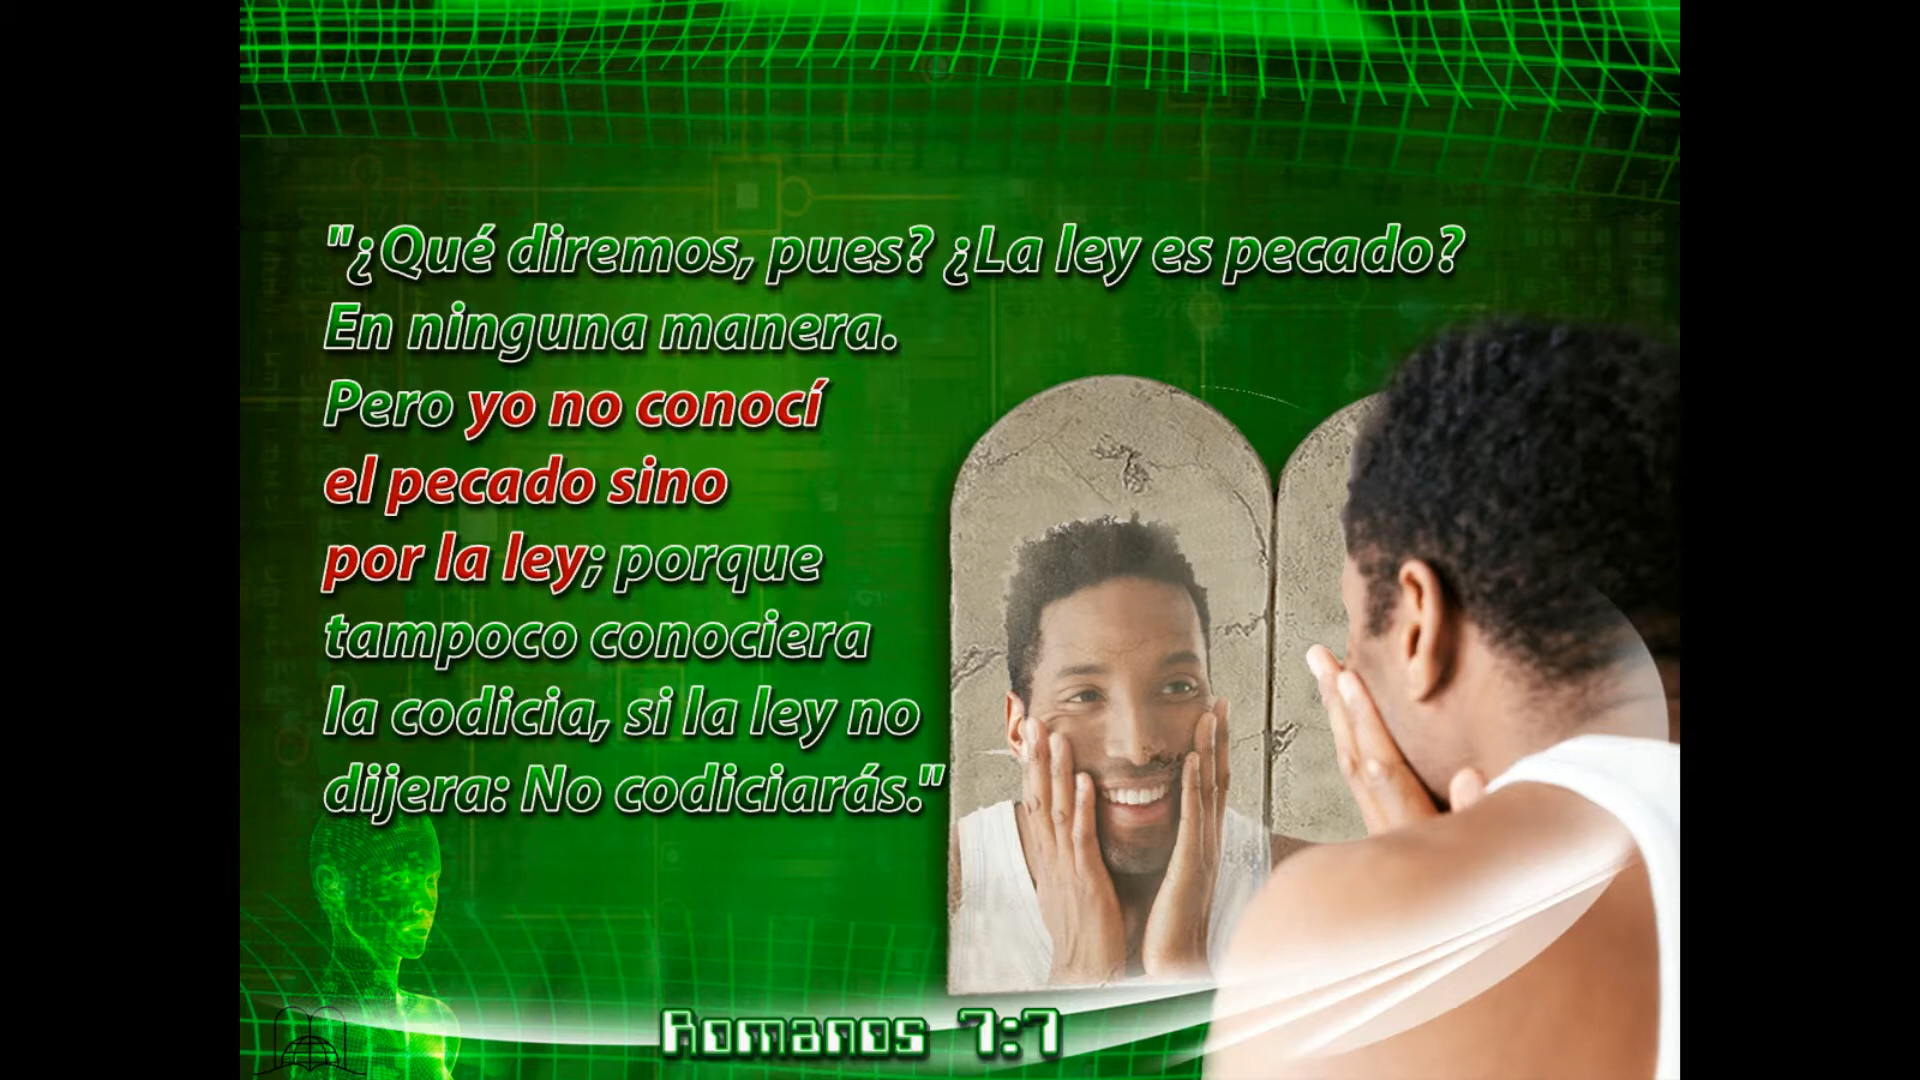 "¿Qué diremos, pues? ¿La ley es pecado?
En ninguna manera.
Pero yo no conocí
el pecado sino
por la ley; porque
tampoco conociera
la codicia, si la ley no
dijera: No codiciarás."
Romanos 7:7